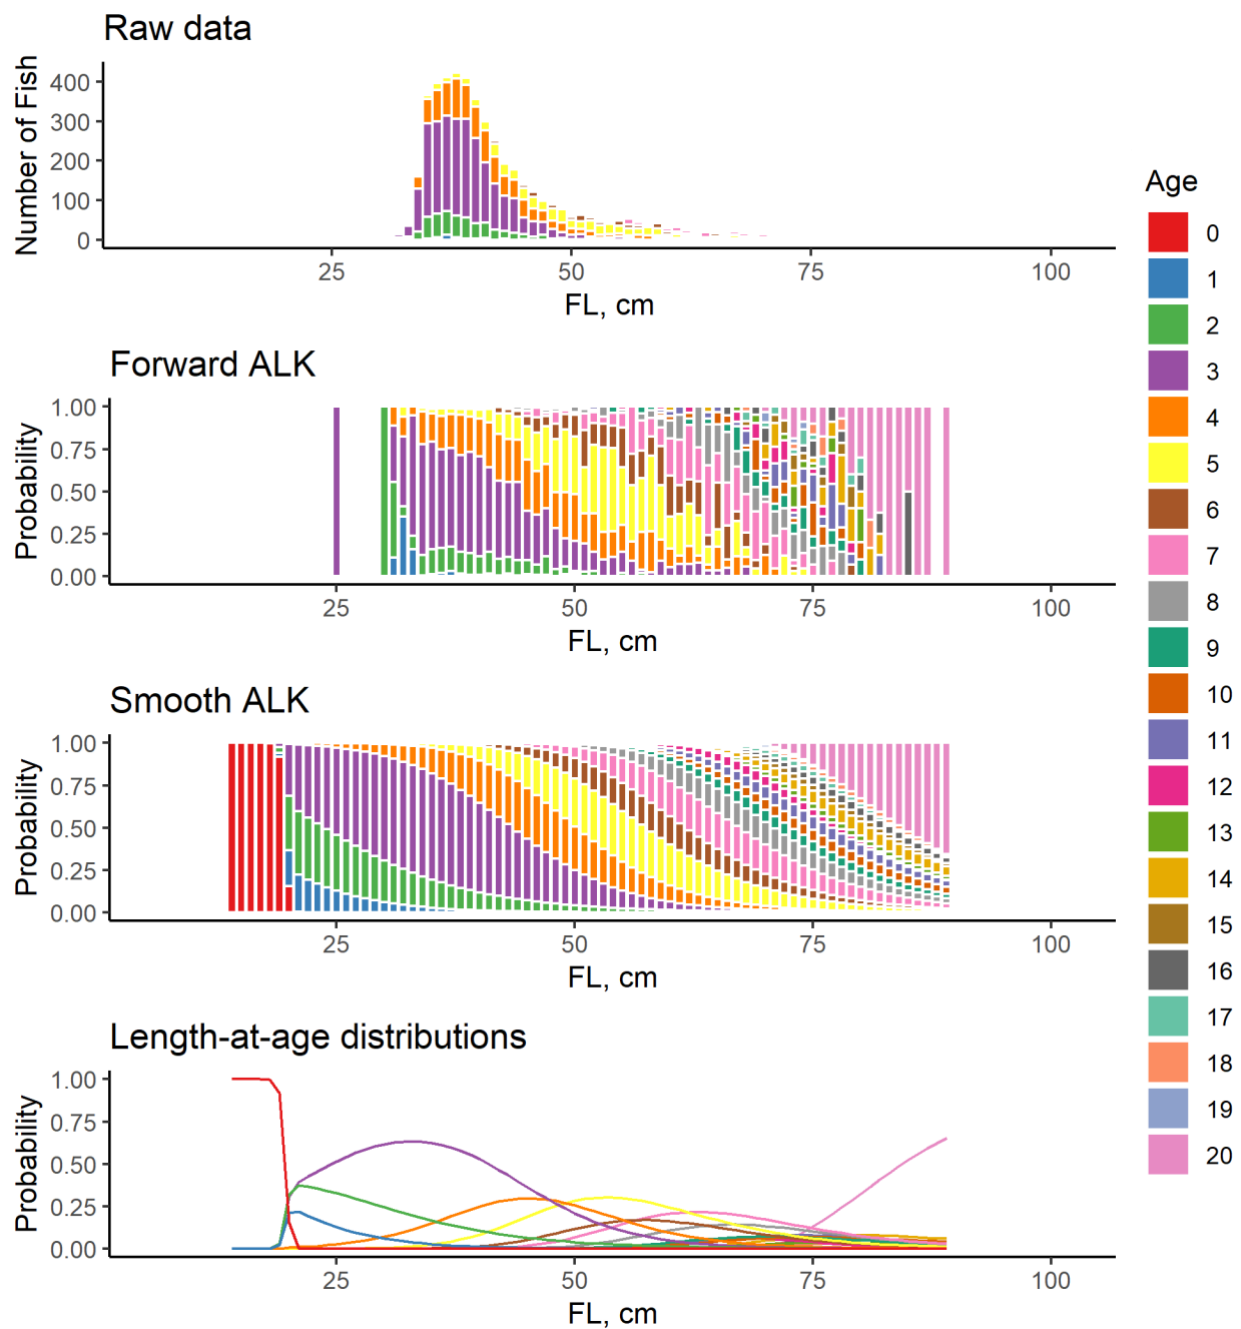 Raw data
Number of Fish
400
300
200
100
0
25 50 75 100
FL, cm
Forward ALK
Probability
1.00
0.75
0.50
0.25
0.00
25 50 75 100
FL, cm
Smooth ALK
Probability
1.00
0.75
0.50
0.25
0.00
25 50 75 100
FL, cm
Length-at-age distributions
Probability
1.00
0.75
0.50
0.25
0.00
25 50 75 100
FL, cm
Age
0
1
2
3
4
5
6
7
8
9
10
11
12
13
14
15
16
17
18
19
20